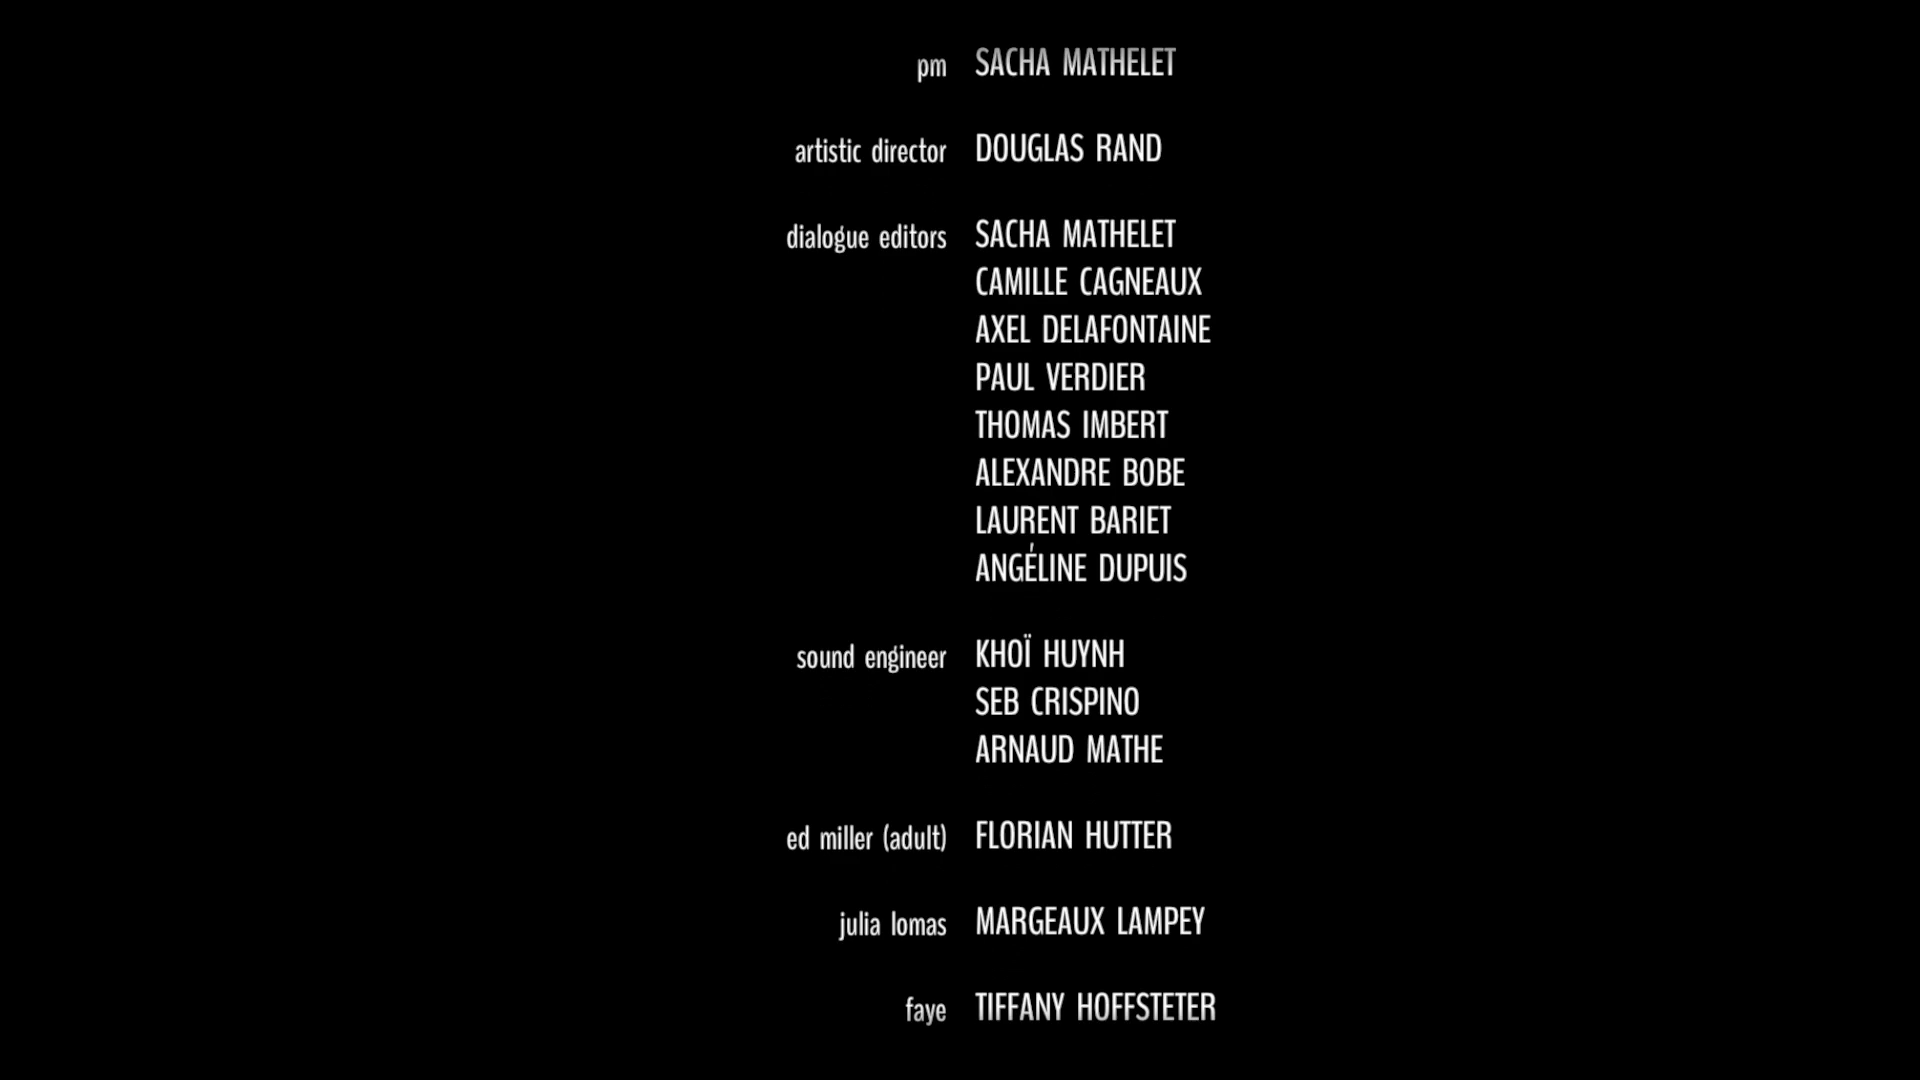 pm SACHA MATHELET
artistic director DOUGLAS RAND
dialogue editors SACHA MATHELET
CAMILLE CAGNEAUX
AXEL DELAFONTAINE
PAUL VERDIER
THOMAS IMBERT
ALEXANDRE BOBE
LAURENT BARIET
ANGÉLINE DUPUIS
sound engineer KHOÏ HUYNH
SEB CRISPINO
ARNAUD MATHE
ed miller (adult) FLORIAN HUTTER
julia lomas MARGEAUX LAMPEY
faye TIFFANY HOFFSTETER